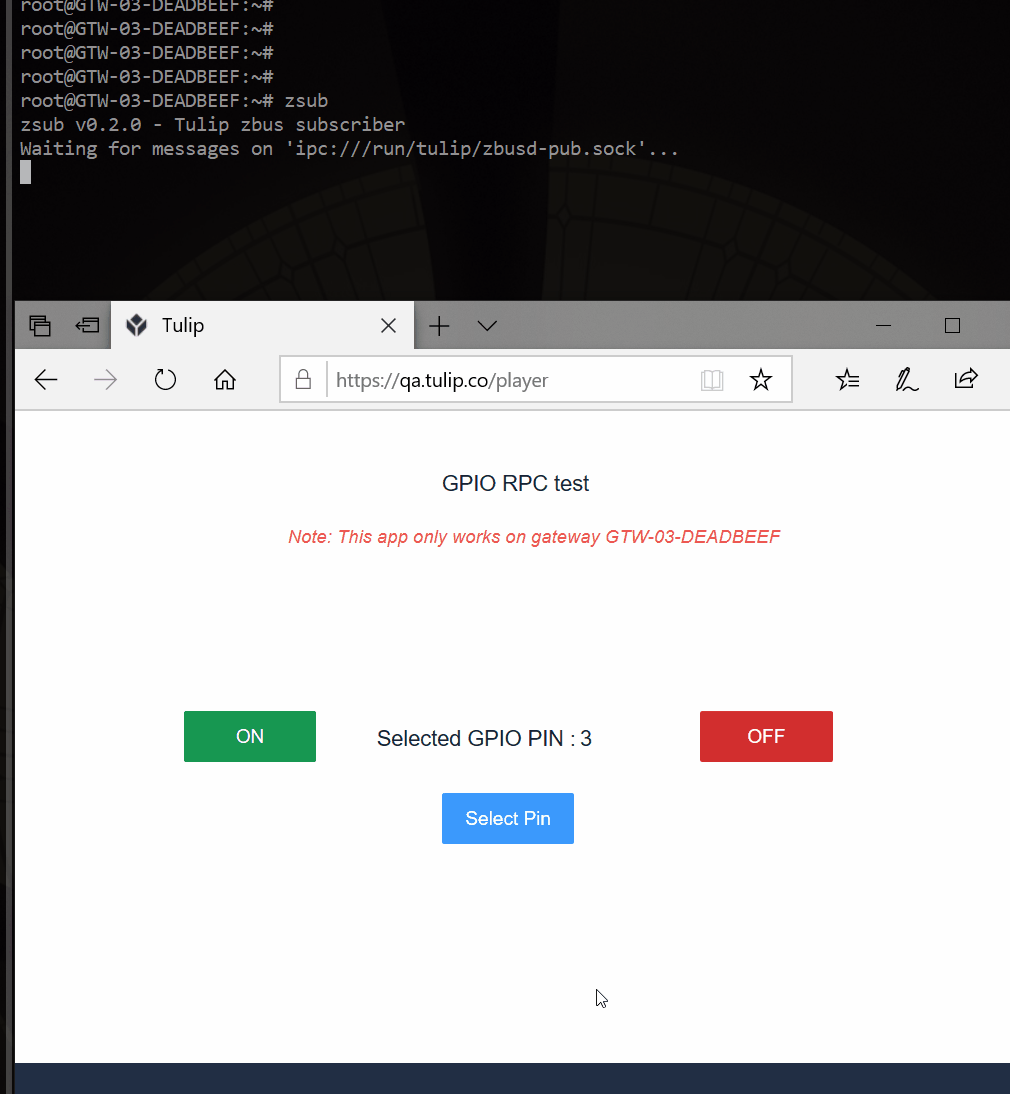 root@GTW-03-DEADBEEF:~#
root@GTW-03-DEADBEEF:~#
root@GTW-03-DEADBEEF:~#
root@GTW-03-DEADBEEF:~#
root@GTW-03-DEADBEEF:~# zsub
zsub v0.2.0 - Tulip zbus subscriber
Waiting for messages on 'ipc:///run/tulip/zbusd-pub.sock'...
Tulip
https://qa.tulip.co/player
GPIO RPC test
Note: This app only works on gateway GTW-03-DEADBEEF
ON
Selected GPIO PIN : 3
OFF
Select Pin